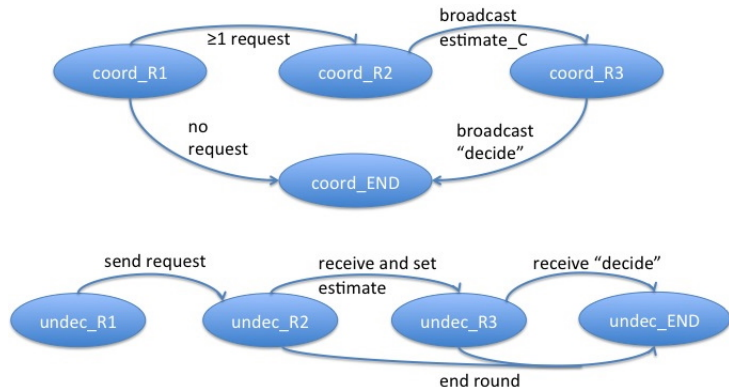 broadcast
≥1 request
estimate_C
coord_R1
coord_R2
coord_R3
no
request
broadcast
“decide”
coord_END
send request
receive and set
estimate
receive “decide”
undec_R1
undec_R2
undec_R3
undec_END
end round